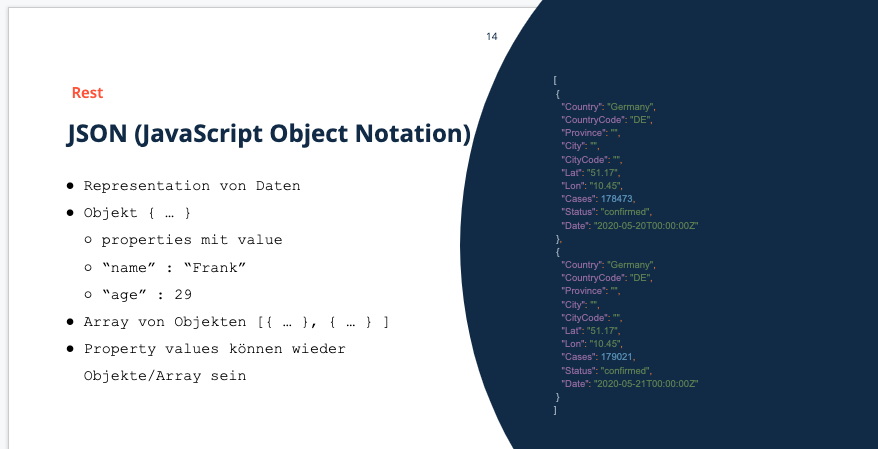 14
Rest
JSON (JavaScript Object Notation)
● Representation von Daten
● Objekt { … }
○ properties mit value
○ “name” : “Frank”
○ “age” : 29
● Array von Objekten [{ … }, { … } ]
● Property values können wieder
Objekte/Array sein
[
{
"Country": "Germany",
"CountryCode": "DE",
"Province": "",
"City": "",
"CityCode": "",
"Lat": "51.17",
"Lon": "10.45",
"Cases": 178473,
"Status": "confirmed",
"Date": "2020-05-20T00:00:00Z"
},
{
"Country": "Germany",
"CountryCode": "DE",
"Province": "",
"City": "",
"CityCode": "",
"Lat": "51.17",
"Lon": "10.45",
"Cases": 179021,
"Status": "confirmed",
"Date": "2020-05-21T00:00:00Z"
}
]